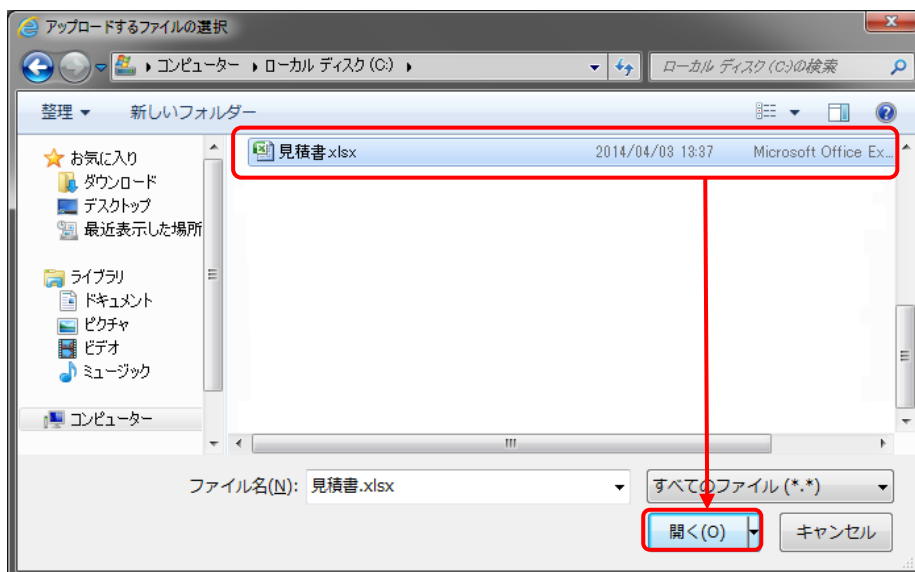 アップロードするファイルの選択
コンピューター ▸ ローカル ディスク (C:) ▸
ローカル ディスク (C:)の検索
整理 ▼ 新しいフォルダー
お気に入り
ダウンロード
デスクトップ
最近表示した場所
ライブラリ
ドキュメント
ピクチャ
ビデオ
ミュージック
コンピューター
見積書.xlsx 2014/04/03 13:37 Microsoft Office Ex...
ファイル名(N): 見積書.xlsx
すべてのファイル (*.*)
開く(O) キャンセル